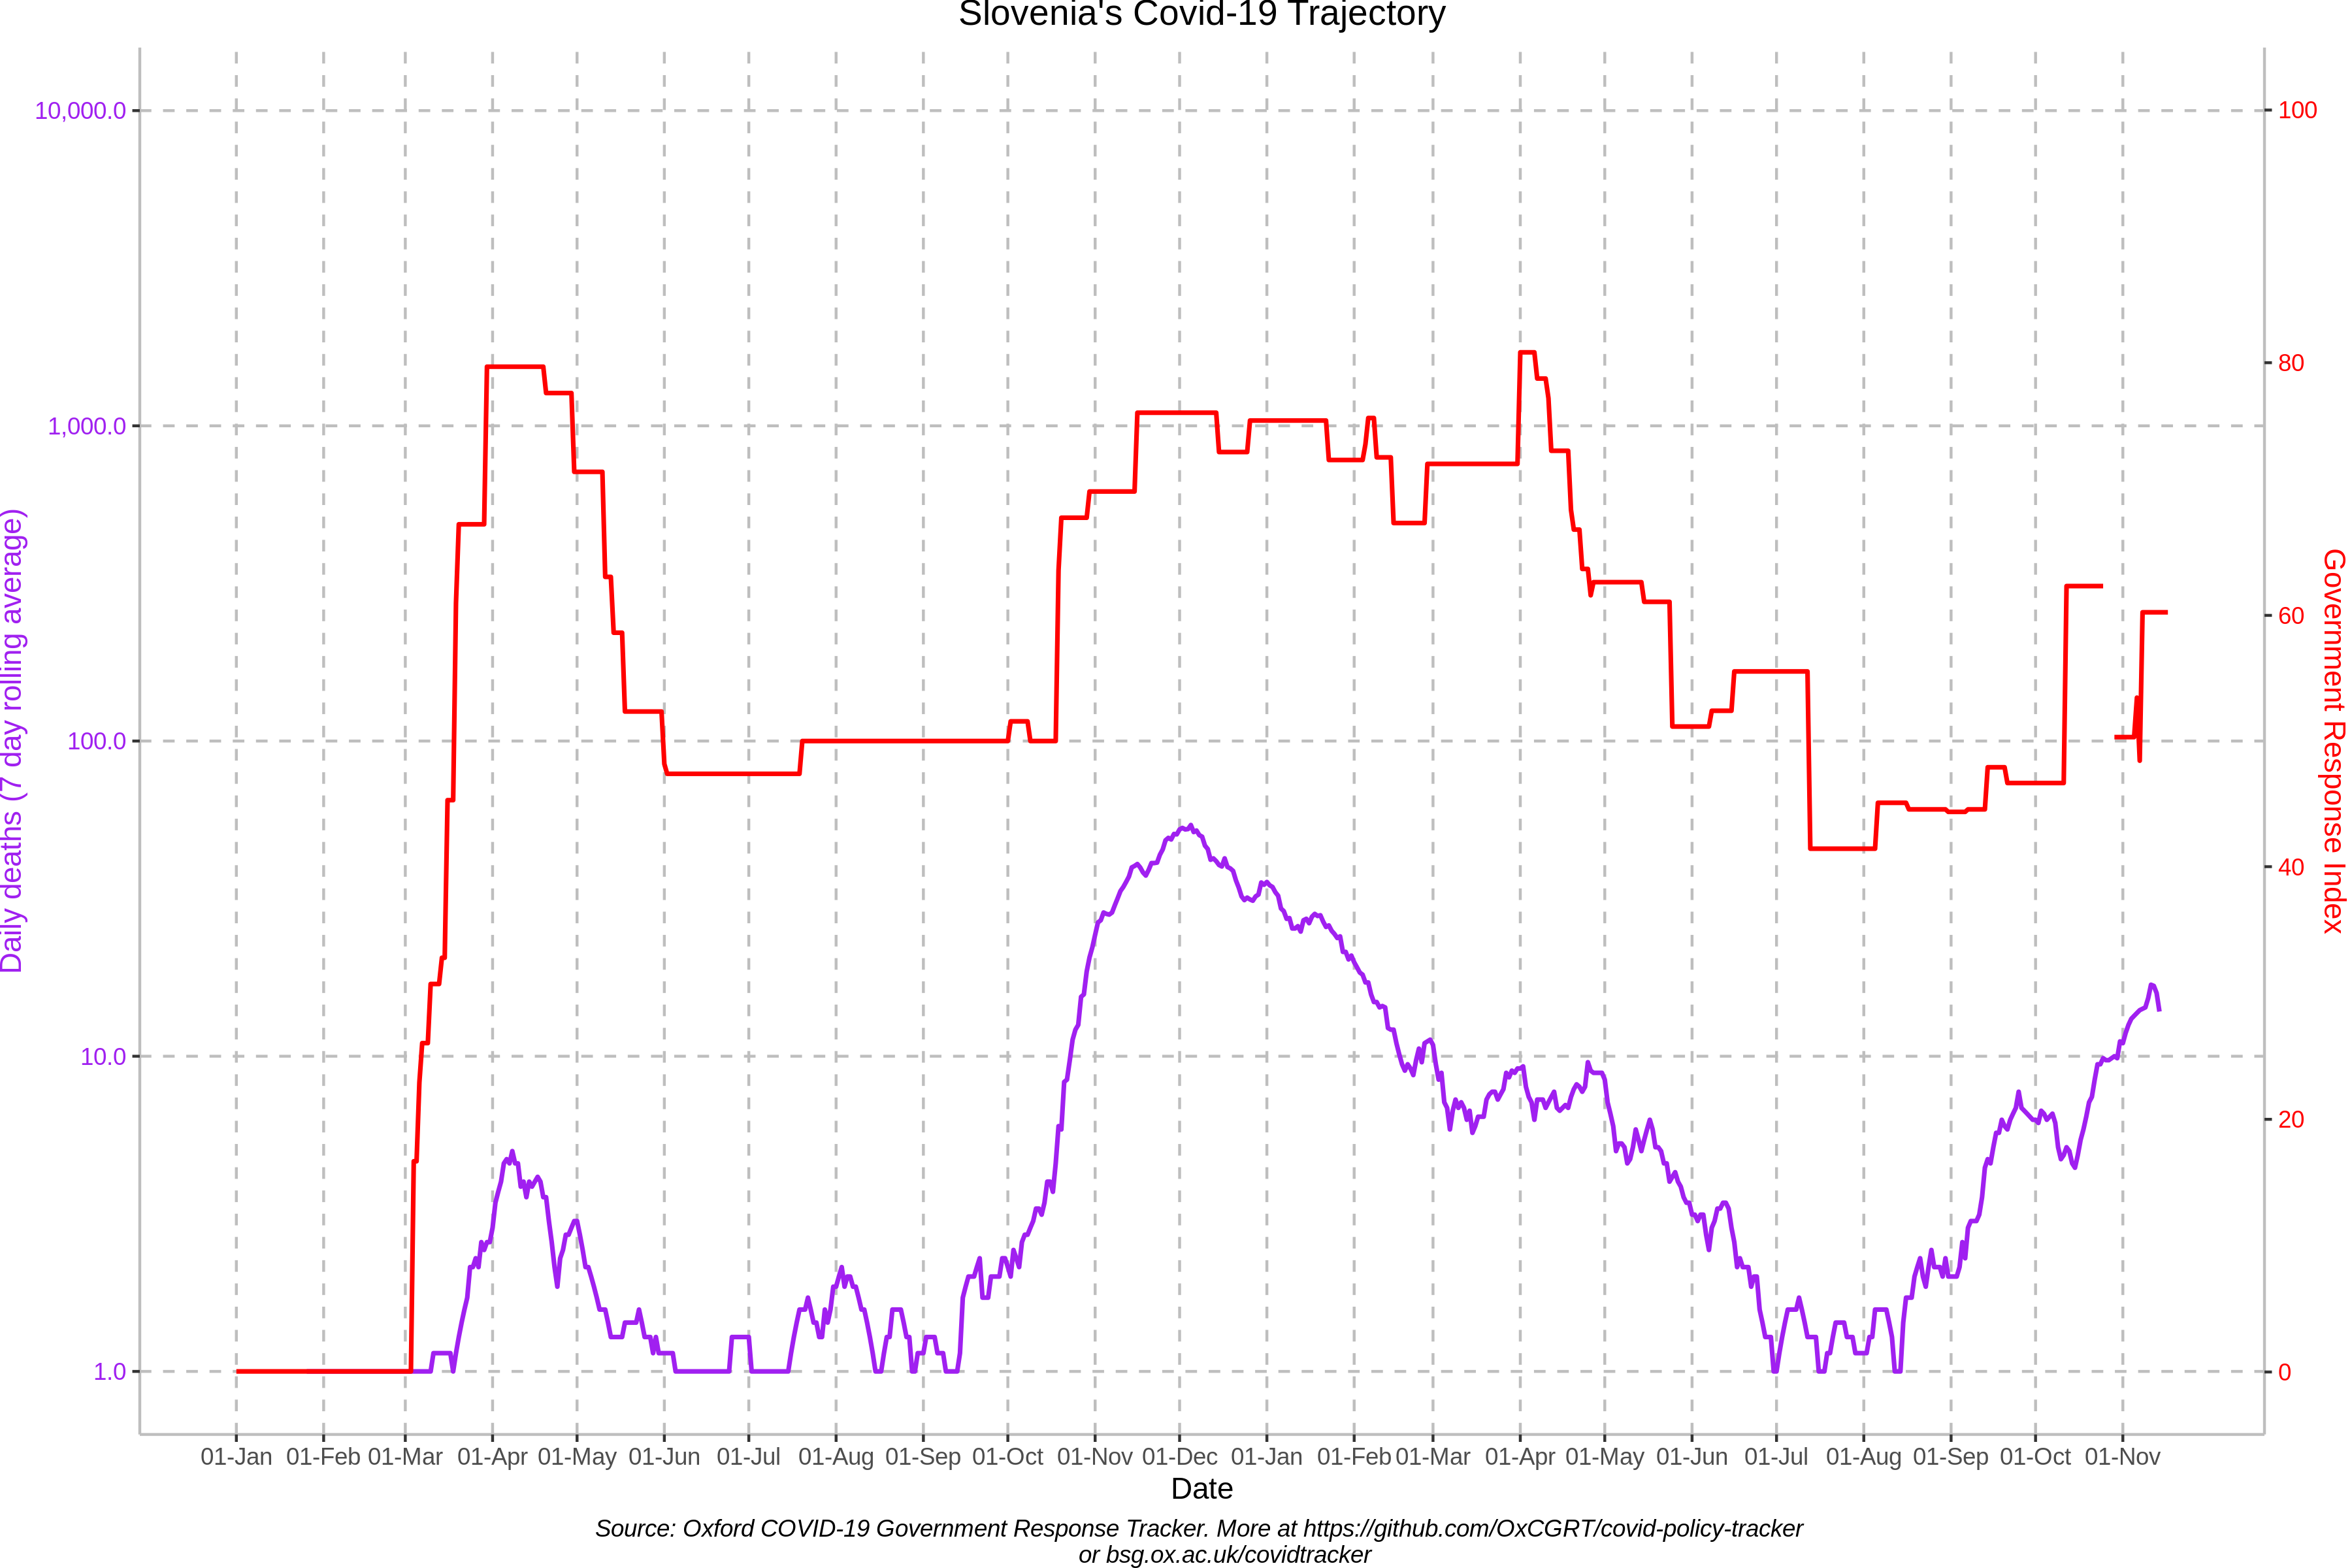 Slovenia's Covid-19 Trajectory
10,000.0
1,000.0
100.0
10.0
1.0
Daily deaths (7 day rolling average)
100
80
60
40
20
0
Government Response Index
01-Jan 01-Feb 01-Mar 01-Apr 01-May 01-Jun 01-Jul 01-Aug 01-Sep 01-Oct 01-Nov 01-Dec 01-Jan 01-Feb 01-Mar 01-Apr 01-May 01-Jun 01-Jul 01-Aug 01-Sep 01-Oct 01-Nov
Date
Source: Oxford COVID-19 Government Response Tracker. More at https://github.com/OxCGRT/covid-policy-tracker
or bsg.ox.ac.uk/covidtracker